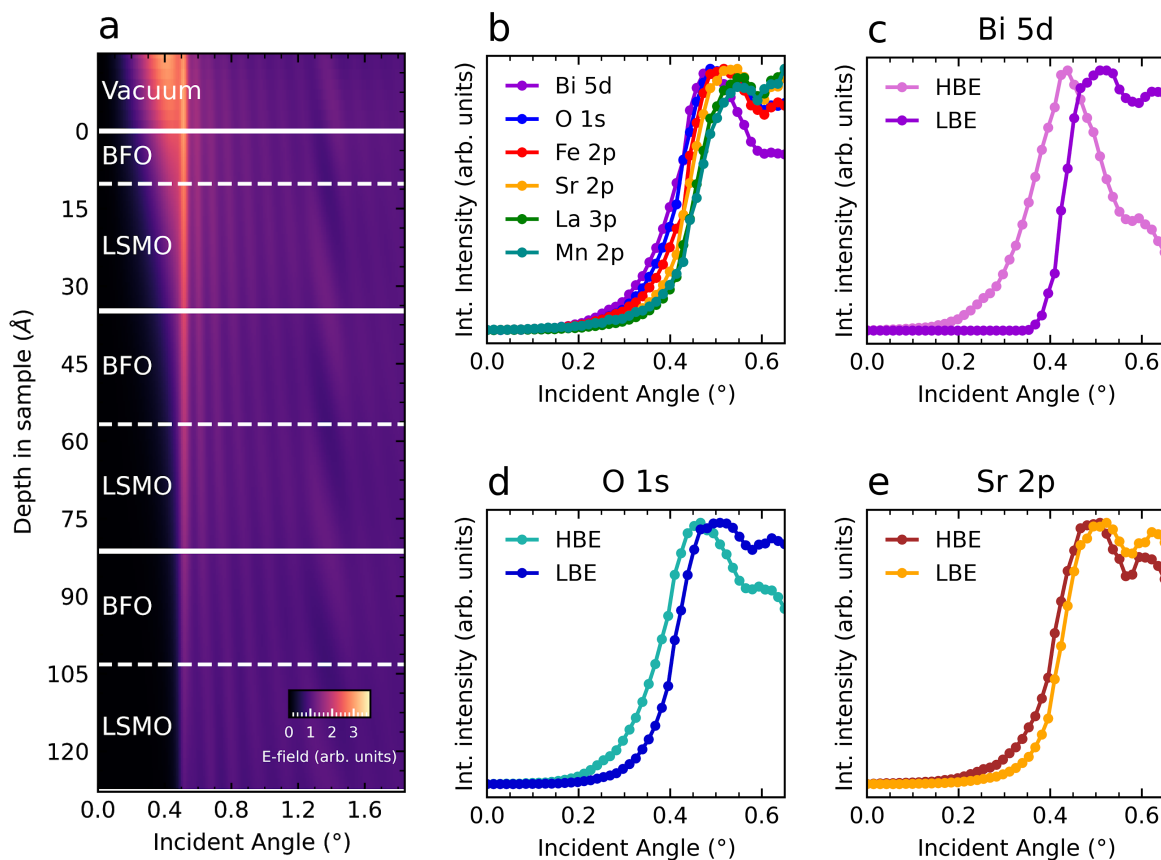 a
Vacuum
BFO
LSMO
BFO
LSMO
BFO
LSMO
0
15
30
45
60
75
90
105
120
Depth in sample (Å)
0 1 2 3
E-field (arb. units)
0.0 0.4 0.8 1.2 1.6
Incident Angle (°)
b
Bi 5d
O 1s
Fe 2p
Sr 2p
La 3p
Mn 2p
Int. Intensity (arb. units)
0.0 0.2 0.4 0.6
Incident Angle (°)
c Bi 5d
HBE
LBE
Int. intensity (arb. units)
0.0 0.2 0.4 0.6
Incident Angle (°)
d O 1s
HBE
LBE
Int. intensity (arb. units)
0.0 0.2 0.4 0.6
Incident Angle (°)
e Sr 2p
HBE
LBE
Int. intensity (arb. units)
0.0 0.2 0.4 0.6
Incident Angle (°)